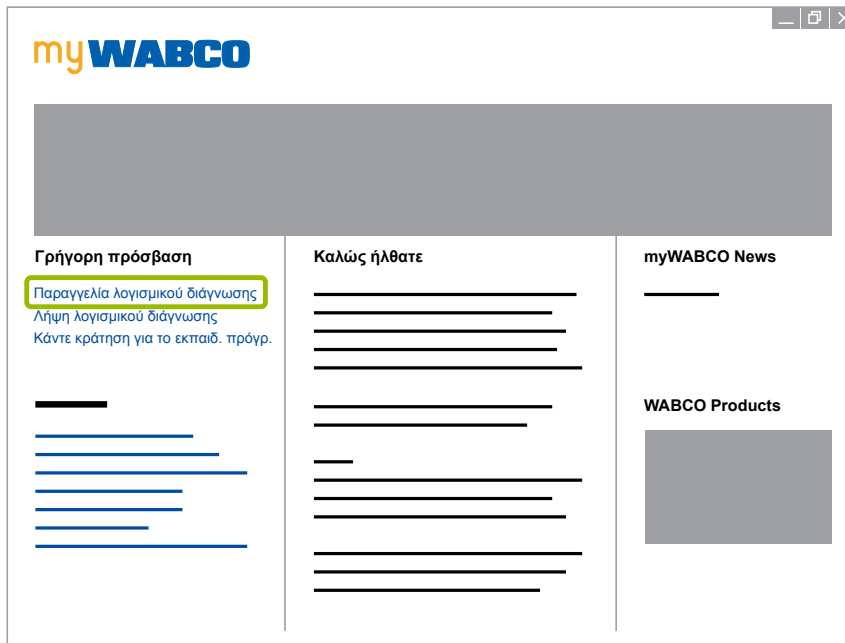 myWABCO
Γρήγορη πρόσβαση
Παραγγελία λογισμικού διάγνωσης
Λήψη λογισμικού διάγνωσης
Κάντε κράτηση για το εκπαιδ. πρόγρ.
Καλώς ήλθατε
myWABCO News
WABCO Products